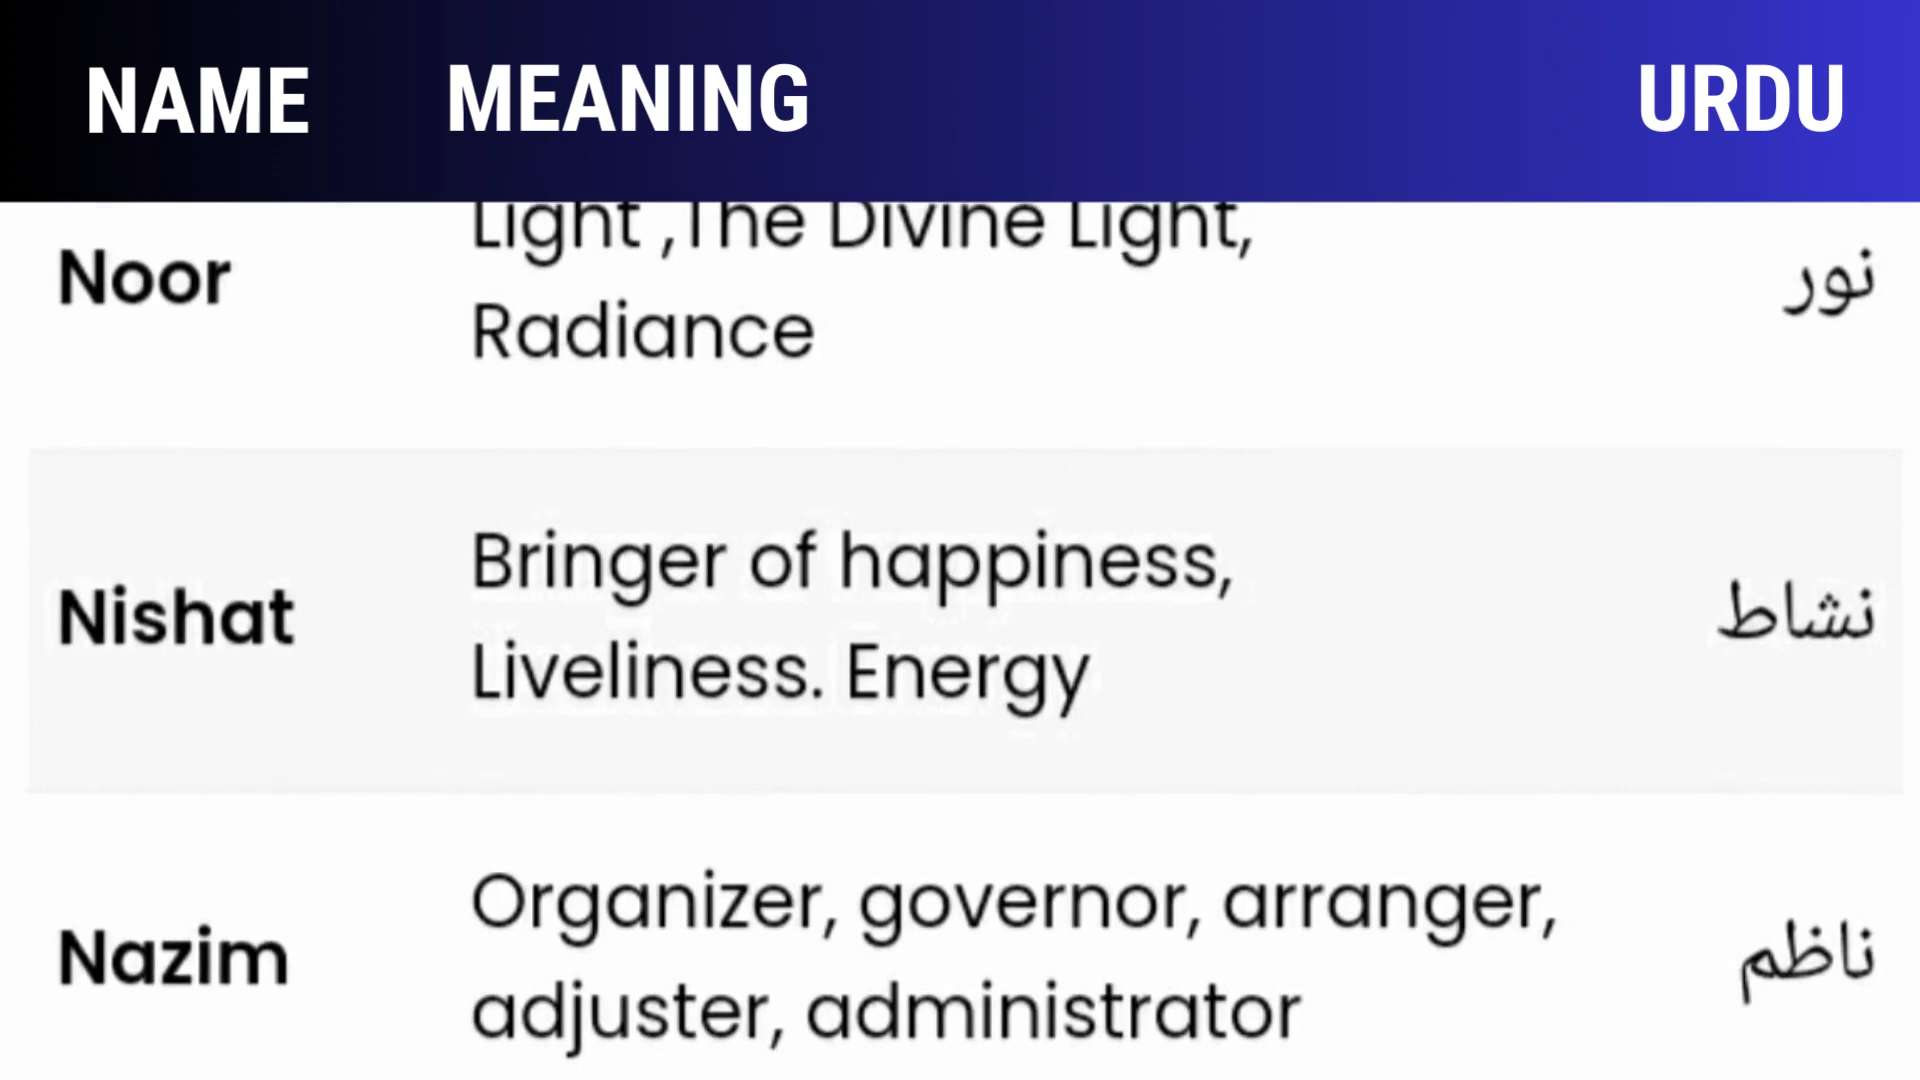 NAME MEANING URDU
Light ,The Divine Light,
Noor نور
Radiance
Bringer of happiness,
Nishat نشاط
Liveliness. Energy
Organizer, governor, arranger,
Nazim ناظم
adjuster, administrator